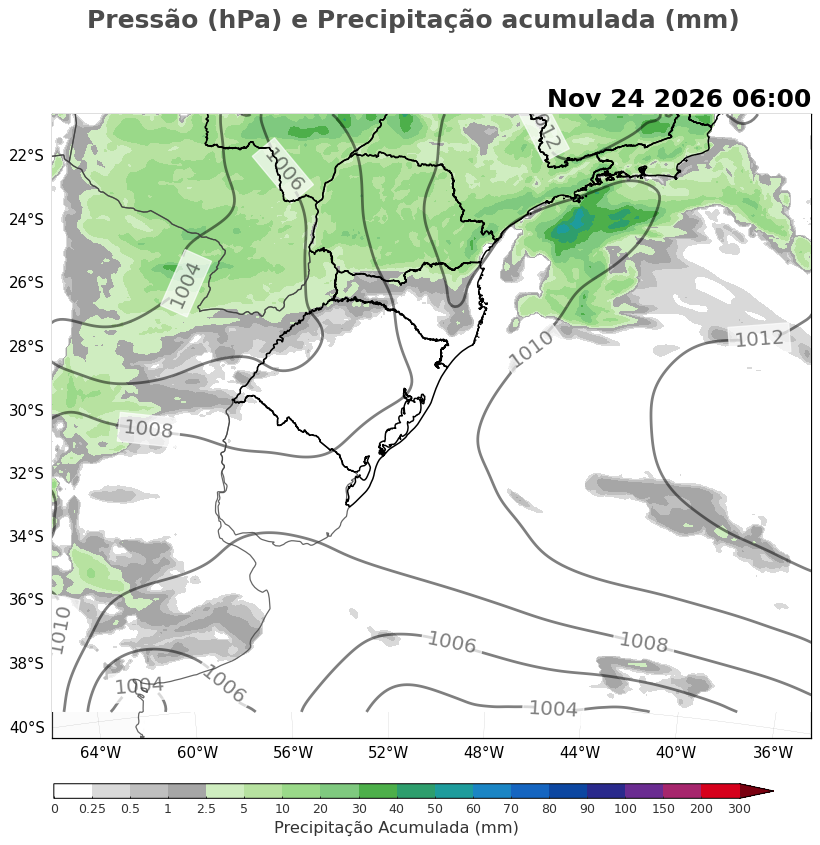 Pressão (hPa) e Precipitação acumulada (mm)
Nov 24 2026 06:00
22°S
24°S
26°S
28°S
30°S
32°S
34°S
36°S
38°S
40°S
1006
1012
1004
1010
1012
1008
1010
1006
1008
1004
1006
1004
64°W 60°W 56°W 52°W 48°W 44°W 40°W 36°W
0 0.25 0.5 1 2.5 5 10 20 30 40 50 60 70 80 90 100 150 200 300
Precipitação Acumulada (mm)